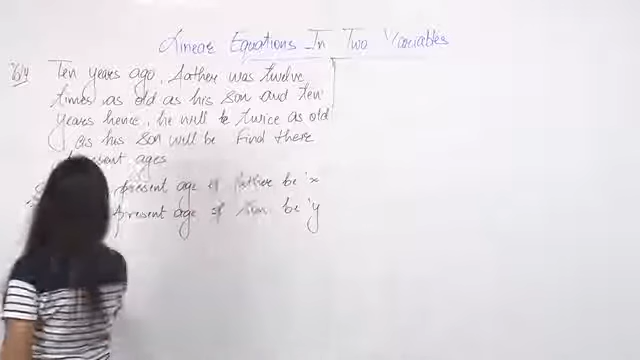 Linear Equations In Two Variables
Ten years ago, father was twelve
times as old as his son and ten
years hence, he will be twice as old
as his son will be Find there
present ages
present age of father be 'x
present age of son be 'y